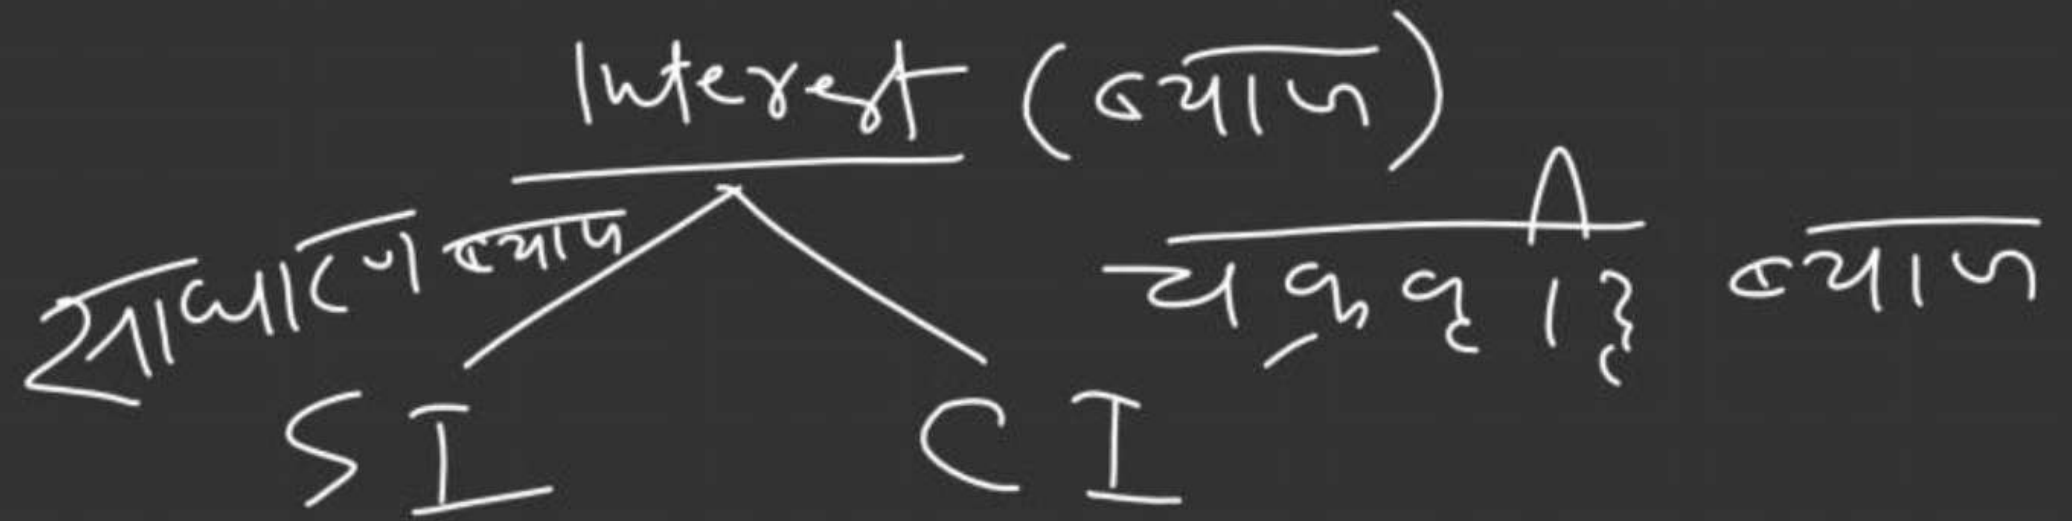 Interest (ब्याज)
साधारण ब्याज
चक्रवृद्धि ब्याज
SI
CI